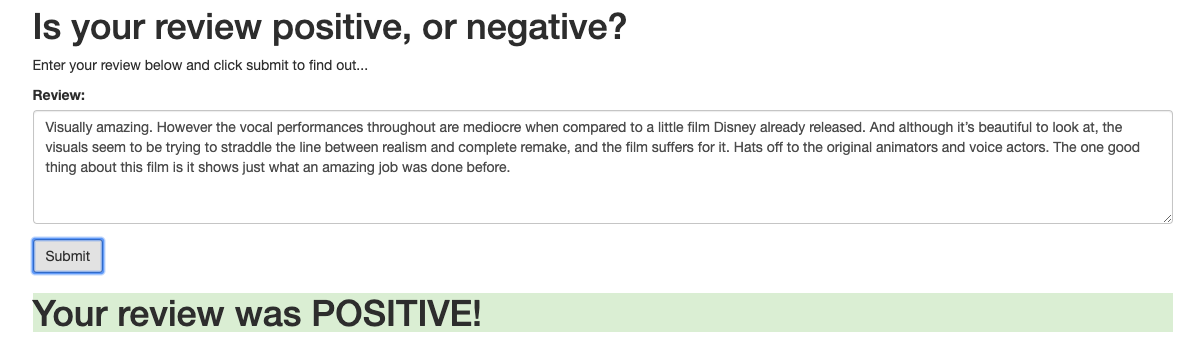 Is your review positive, or negative?
Enter your review below and click submit to find out...
Review:
Visually amazing. However the vocal performances throughout are mediocre when compared to a little film Disney already released. And although it’s beautiful to look at, the
visuals seem to be trying to straddle the line between realism and complete remake, and the film suffers for it. Hats off to the original animators and voice actors. The one good
thing about this film is it shows just what an amazing job was done before.
Submit
Your review was POSITIVE!